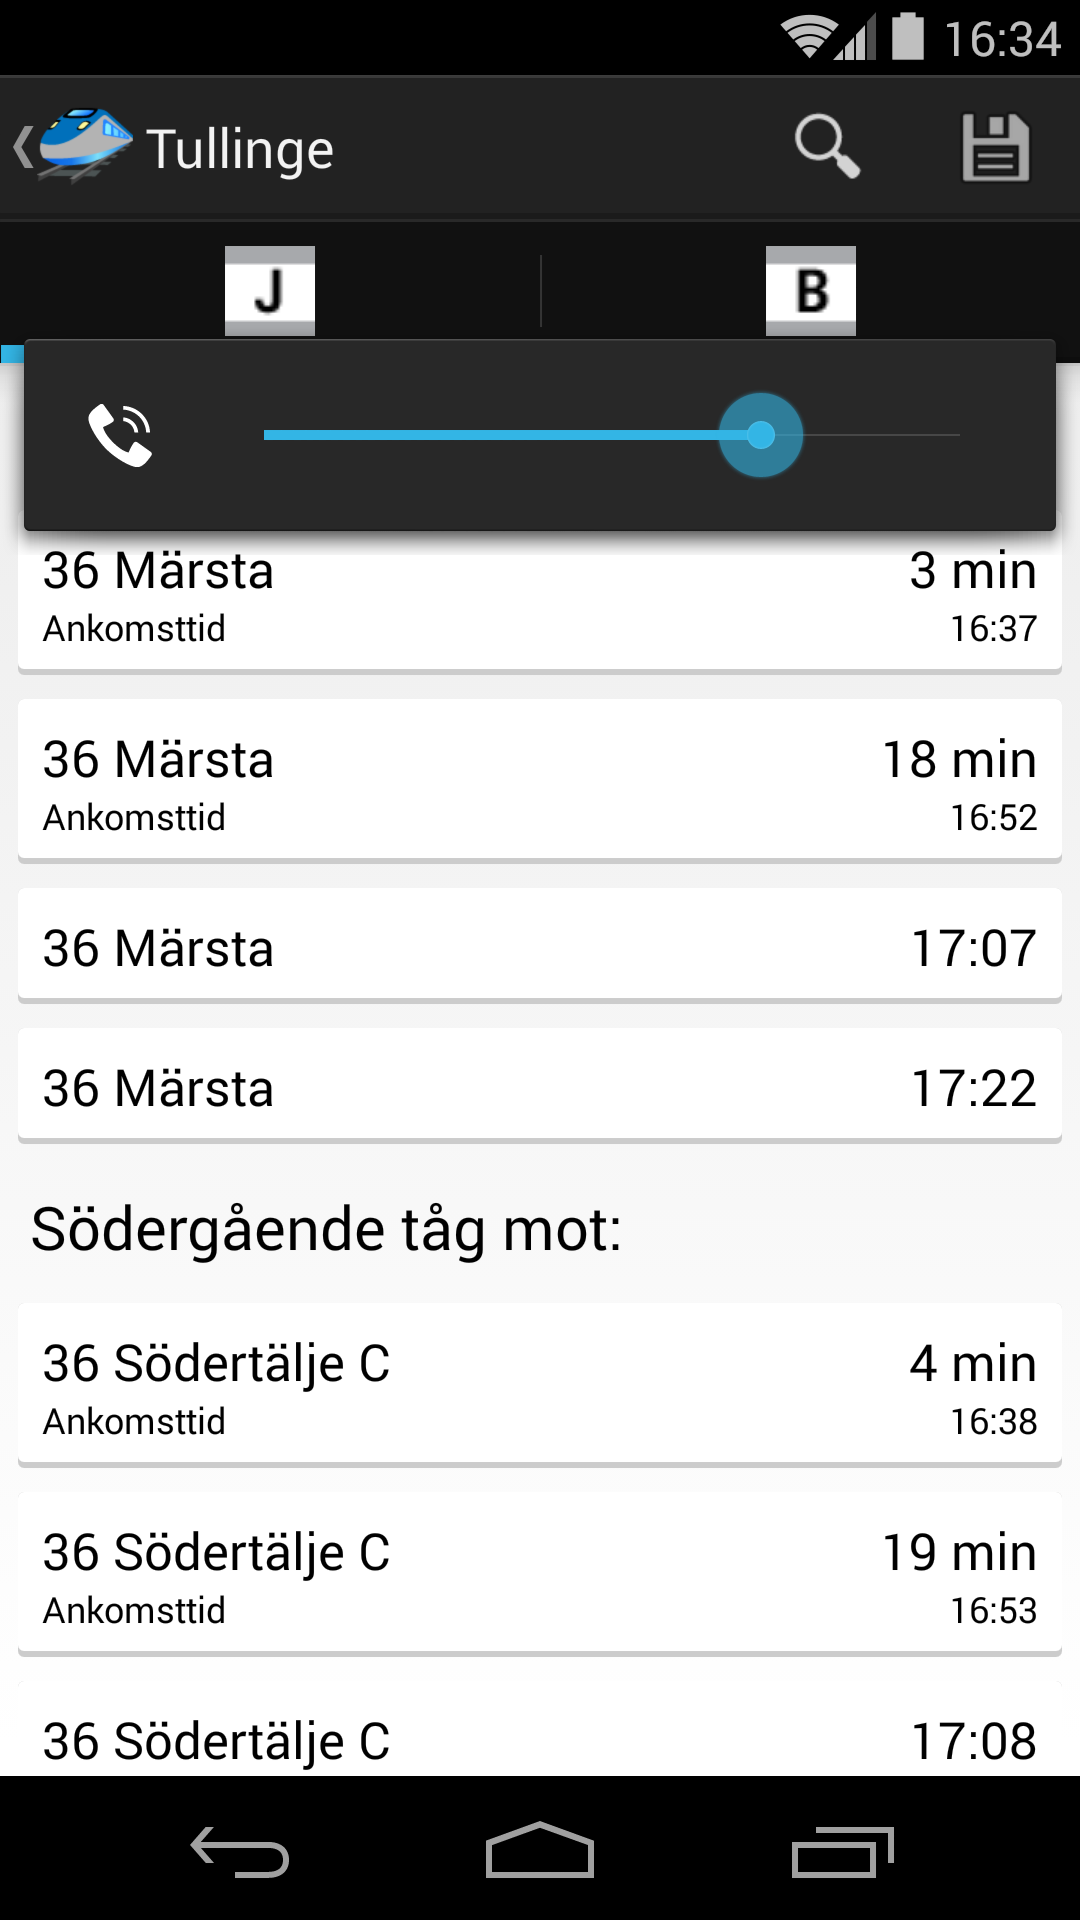 16:34
Tullinge
J B
36 Märsta 3 min
Ankomsttid 16:37
36 Märsta 18 min
Ankomsttid 16:52
36 Märsta 17:07
36 Märsta 17:22
Södergående tåg mot:
36 Södertälje C 4 min
Ankomsttid 16:38
36 Södertälje C 19 min
Ankomsttid 16:53
36 Södertälje C 17:08